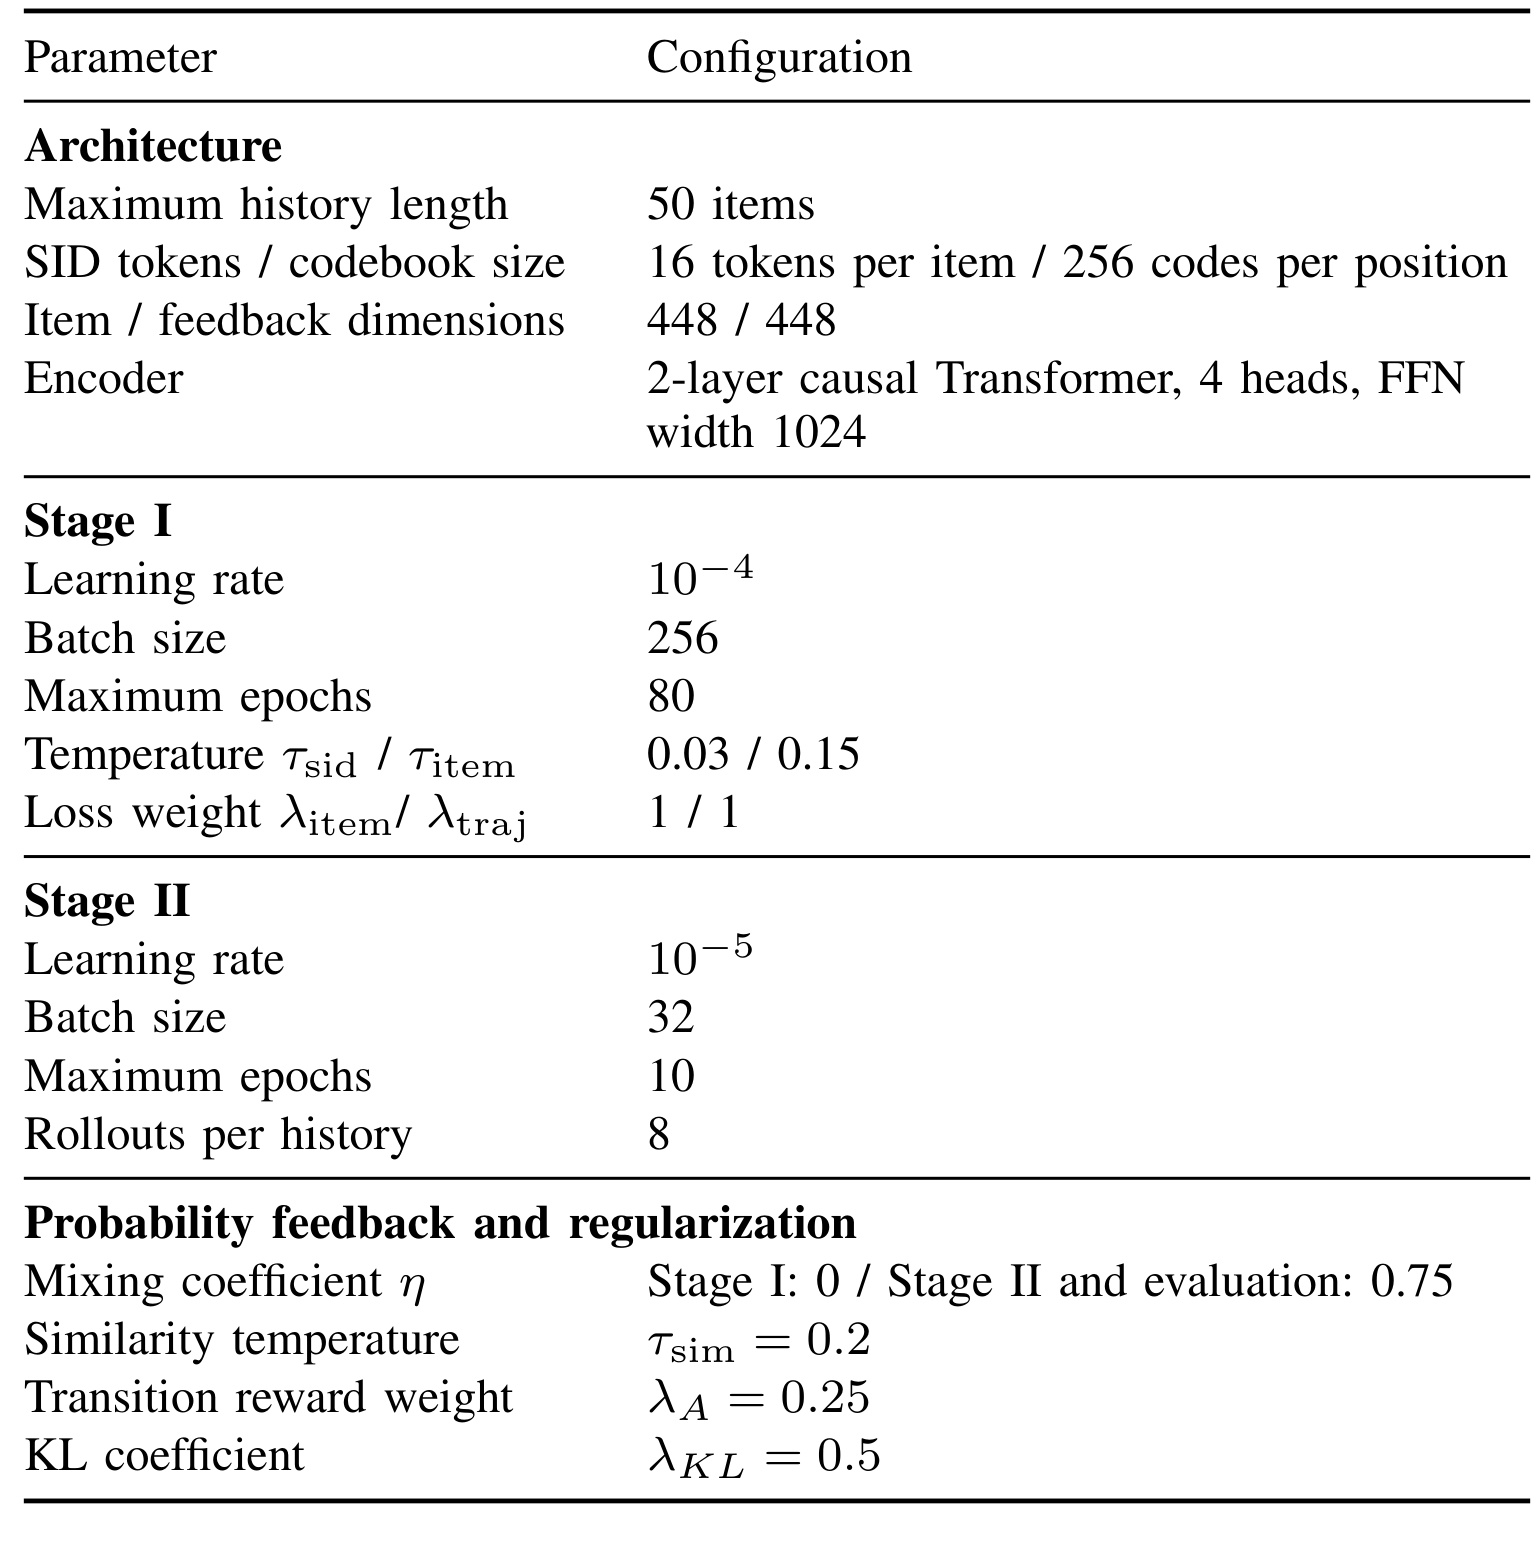 Parameter Configuration
Architecture
Maximum history length 50 items
SID tokens / codebook size 16 tokens per item / 256 codes per position
Item / feedback dimensions 448 / 448
Encoder 2-layer causal Transformer, 4 heads, FFN
width 1024
Stage I
Learning rate 10⁻⁴
Batch size 256
Maximum epochs 80
Temperature τ_sid / τ_item 0.03 / 0.15
Loss weight λ_item/ λ_traj 1 / 1
Stage II
Learning rate 10⁻⁵
Batch size 32
Maximum epochs 10
Rollouts per history 8
Probability feedback and regularization
Mixing coefficient η Stage I: 0 / Stage II and evaluation: 0.75
Similarity temperature τ_sim = 0.2
Transition reward weight λ_A = 0.25
KL coefficient λ_KL = 0.5